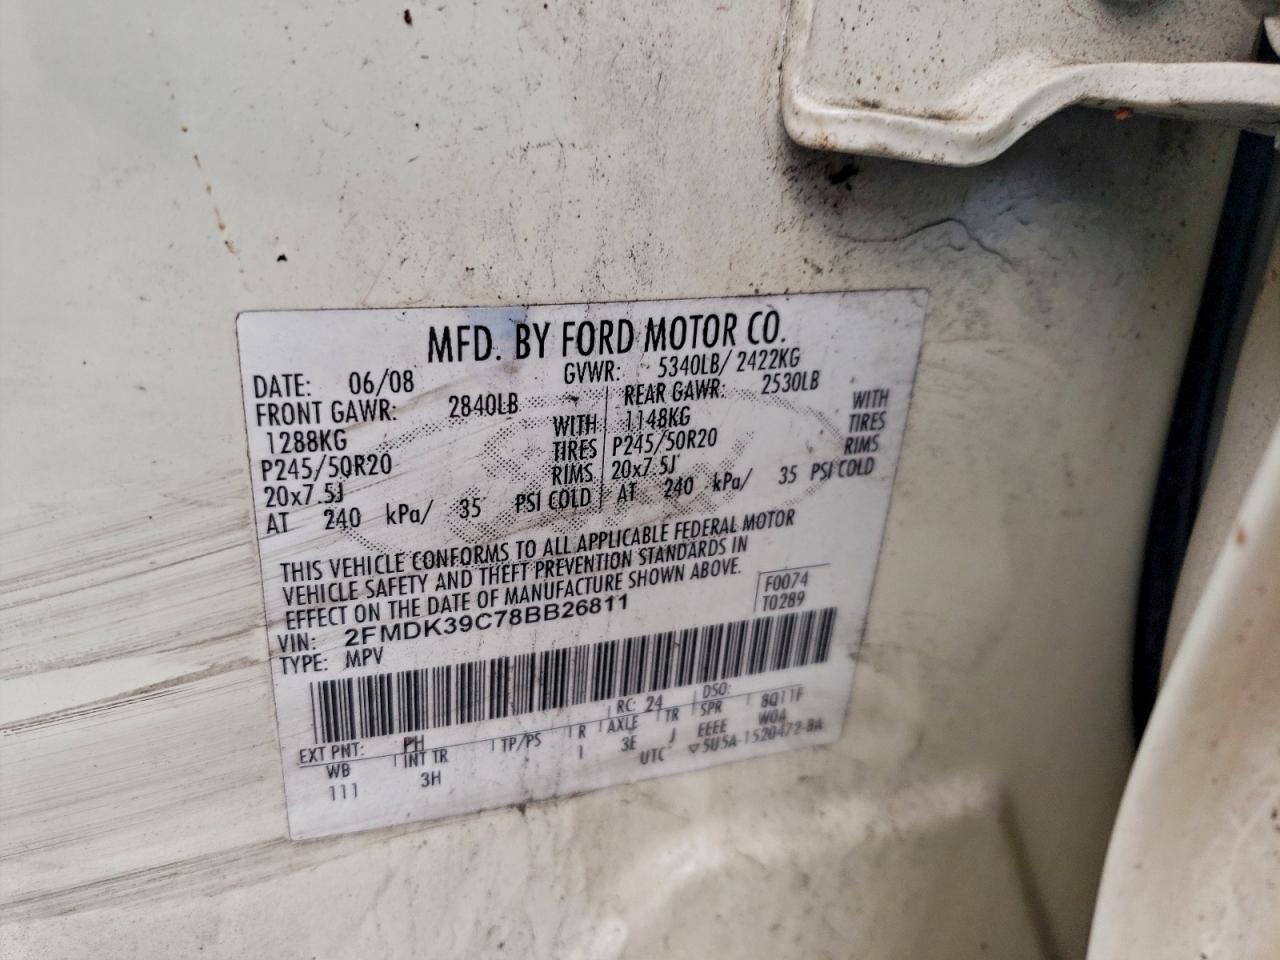 MFD. BY FORD MOTOR CO.
DATE: 06/08 GVWR: 5340LB/ 2422KG
FRONT GAWR: 2840LB REAR GAWR: 2530LB
1288KG WITH 1148KG WITH
P245/50R20 TIRES P245/50R20 TIRES
20x7.5J RIMS 20x7.5J RIMS
AT 240 kPa/ 35 PSI COLD AT 240 kPa/ 35 PSI COLD
THIS VEHICLE CONFORMS TO ALL APPLICABLE FEDERAL MOTOR
VEHICLE SAFETY AND THEFT PREVENTION STANDARDS IN
EFFECT ON THE DATE OF MANUFACTURE SHOWN ABOVE.
F0074
VIN: 2FMDK39C78BB26811 T0289
TYPE: MPV
EXT PNT: PH RC: 24 DSO:
WB INT TR TP/PS R AXLE TR SPR 8Q11F
111 3H 1 3E J EEEE W0A
UTC ▽5U5A-1520472-8A